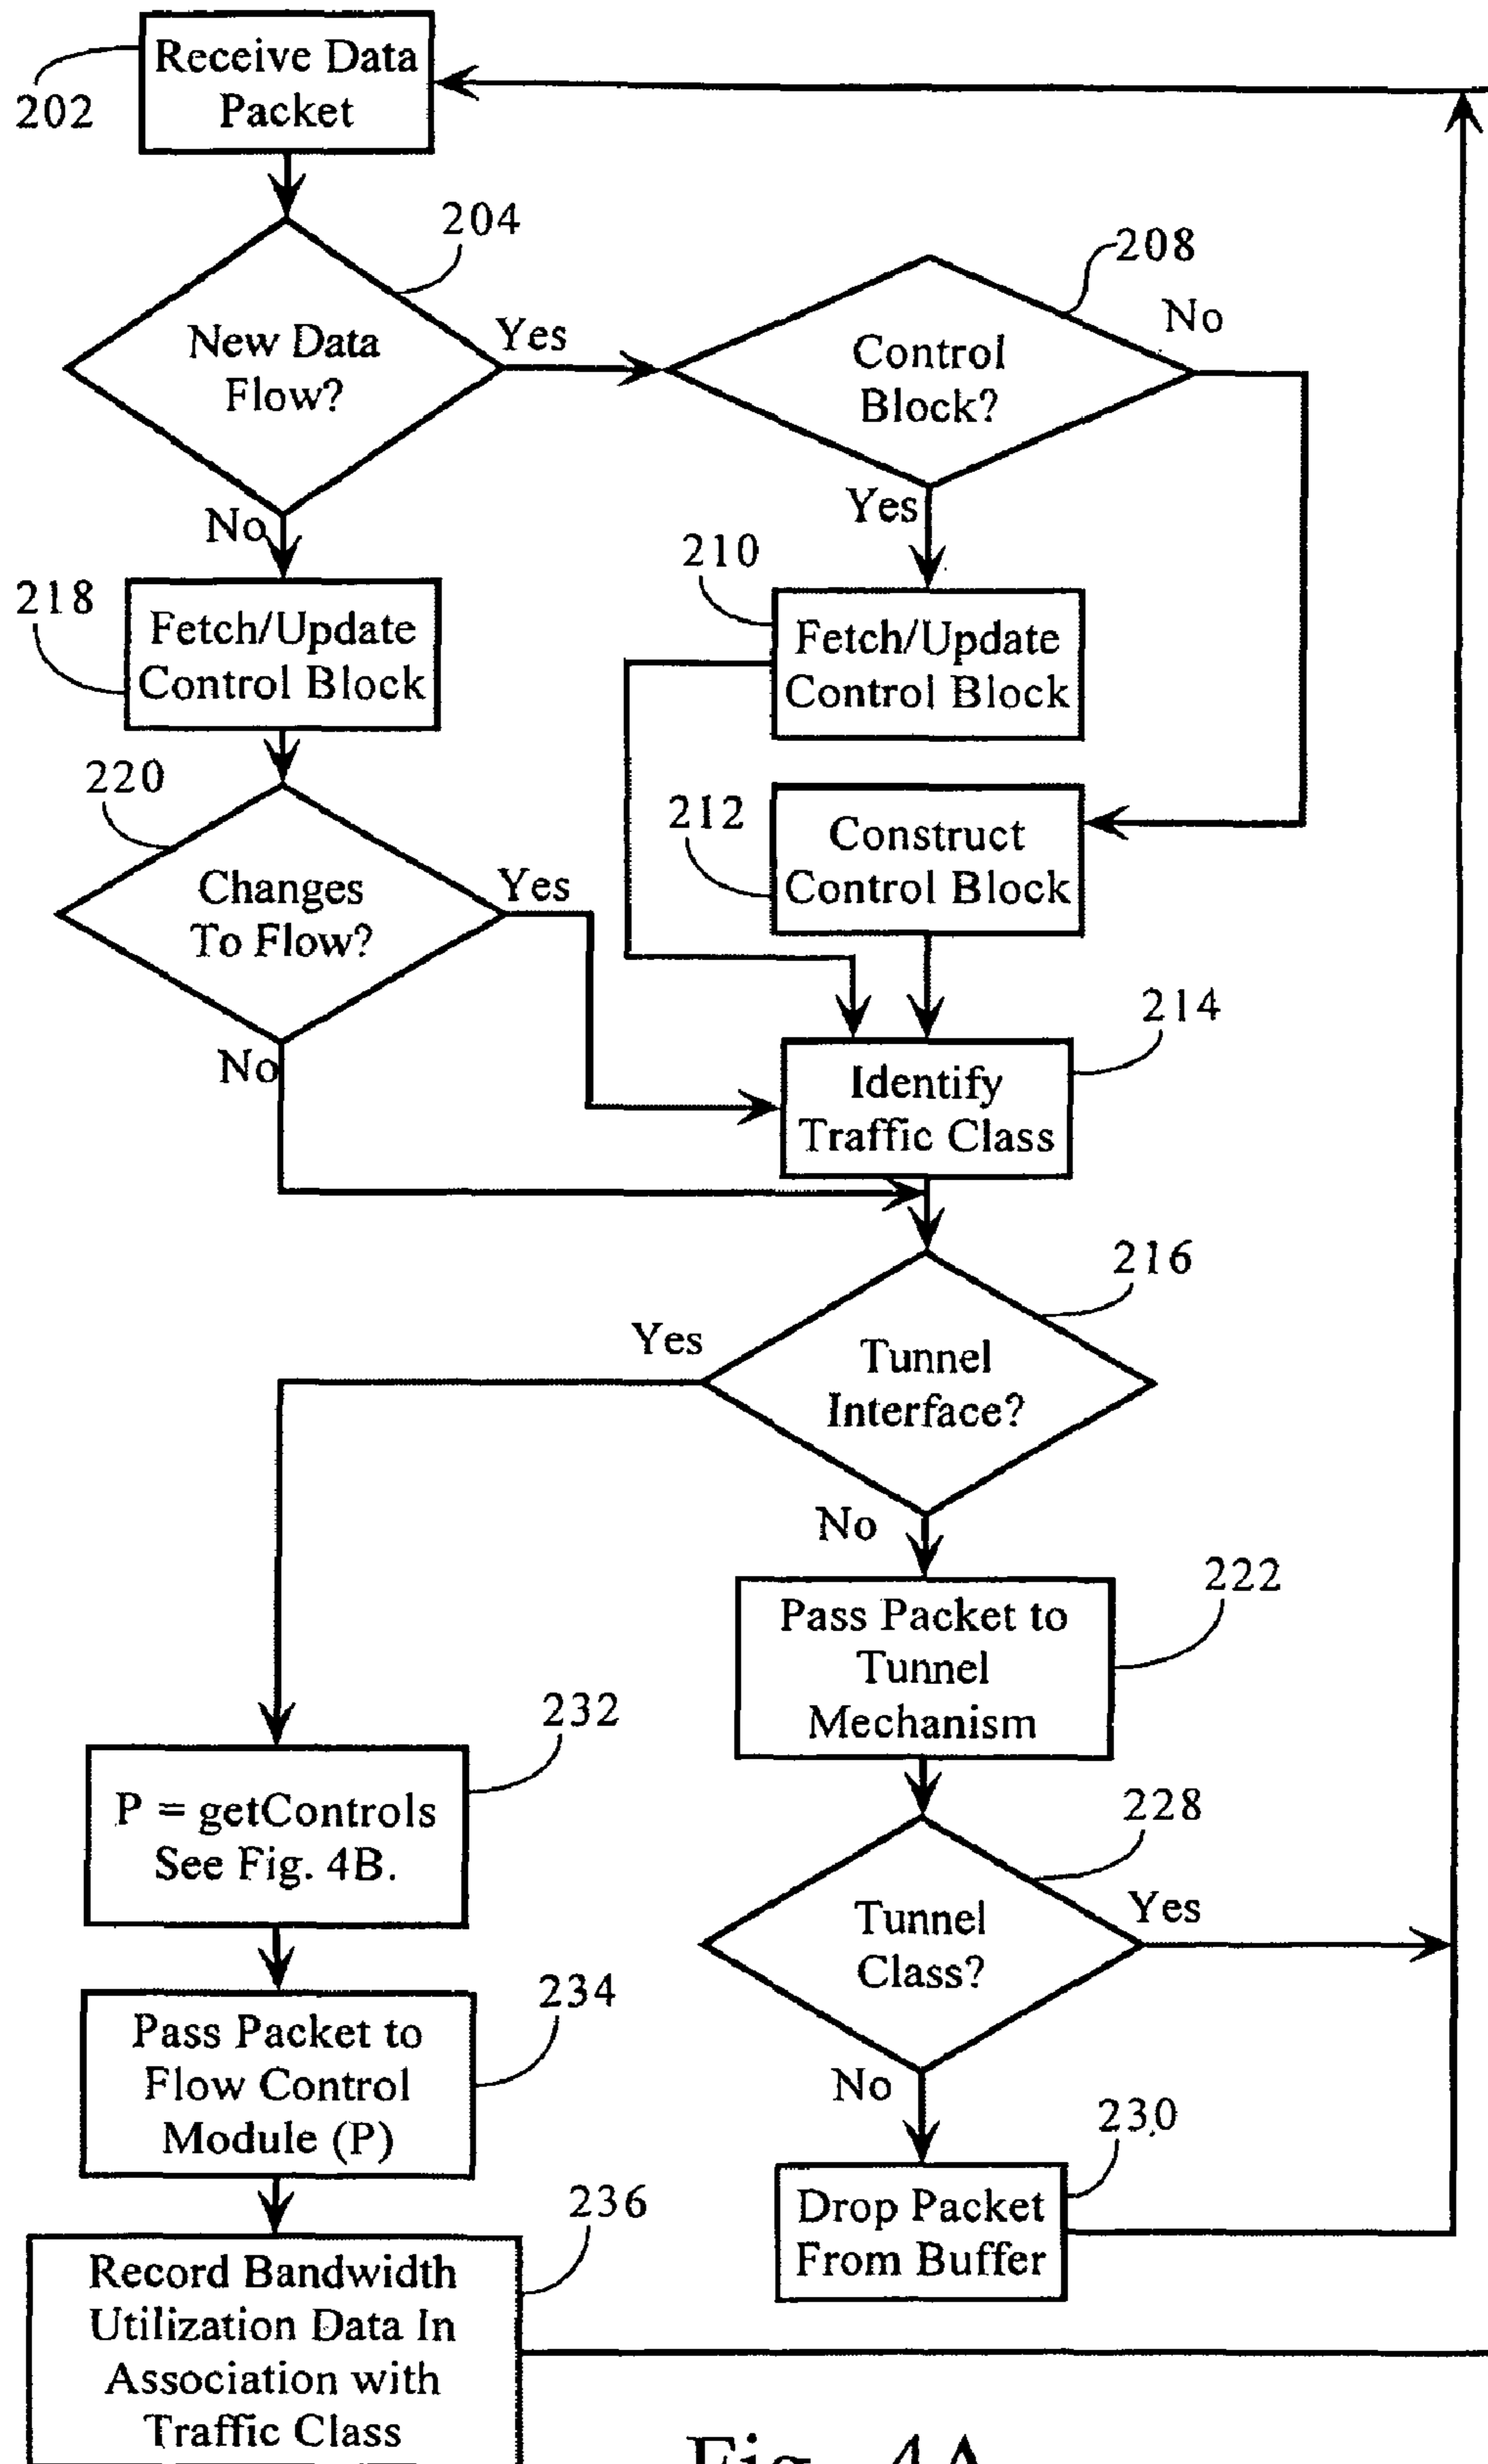 Receive Data
Packet
202
204
New Data
Flow?
Yes
No
208
Control
Block?
No
Yes
218
Fetch/Update
Control Block
210
Fetch/Update
Control Block
220
Changes
To Flow?
Yes
No
212
Construct
Control Block
214
Identify
Traffic Class
216
Tunnel
Interface?
Yes
No
222
Pass Packet to
Tunnel
Mechanism
232
P = getControls
See Fig. 4B.
228
Tunnel
Class?
Yes
No
234
Pass Packet to
Flow Control
Module (P)
230
Drop Packet
From Buffer
236
Record Bandwidth
Utilization Data In
Association with
Traffic Class
Fig. 4A